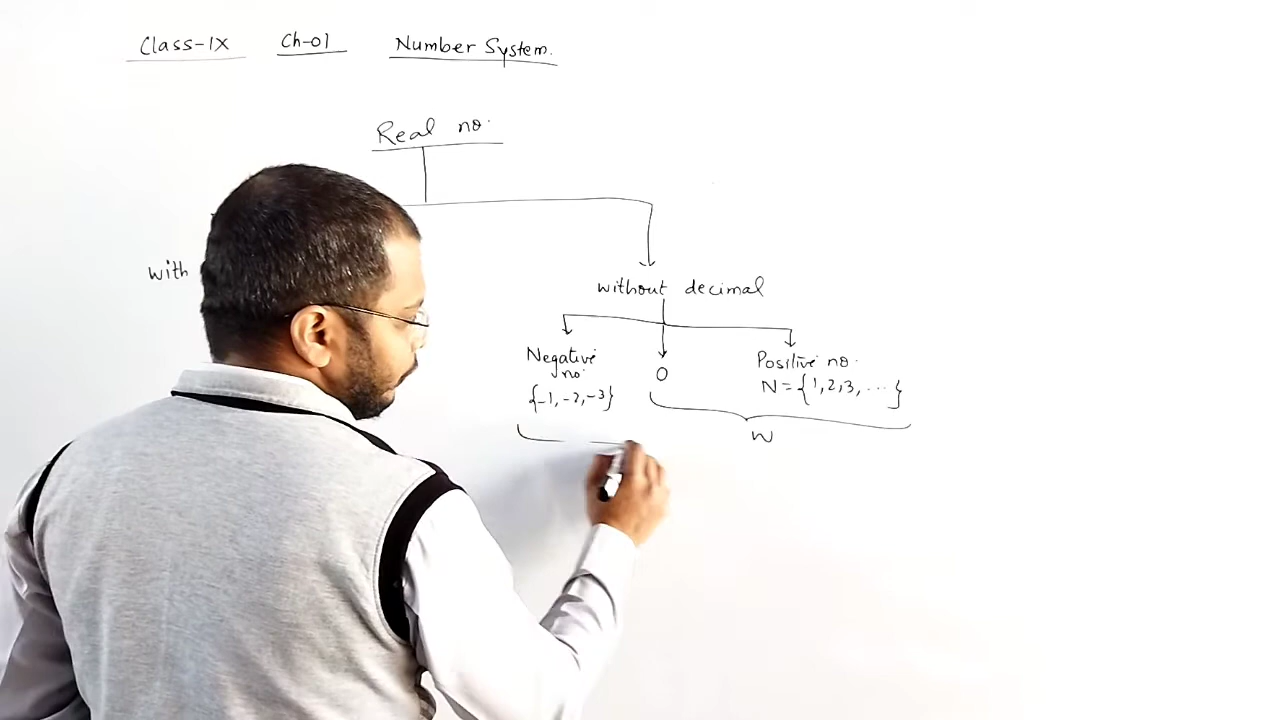 Class-IX Ch-01 Number System.
Real no.
with
without decimal
Negative no.
{-1, -2, -3}
0
Positive no.
N = {1, 2, 3, ....}
W